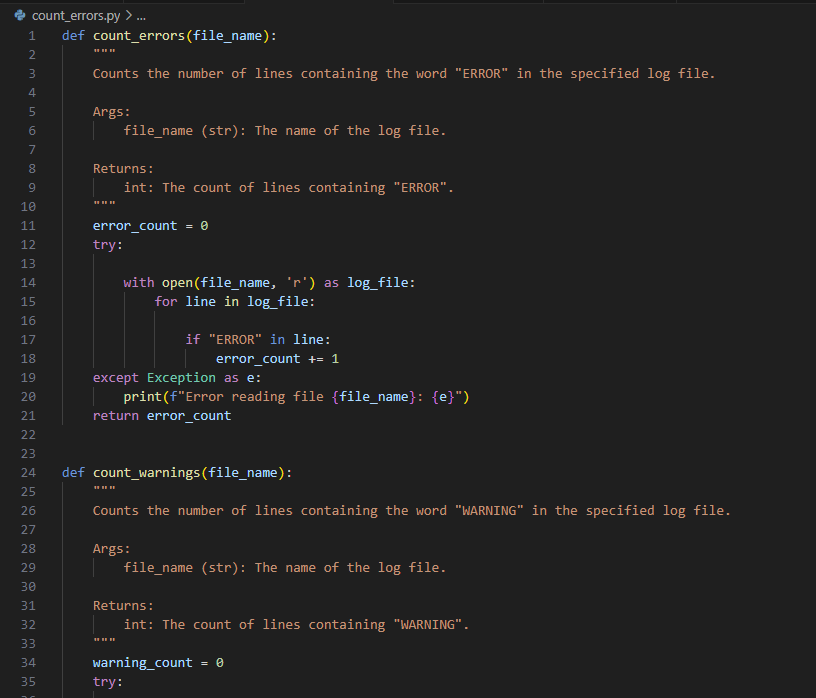 count_errors.py > ...
1 def count_errors(file_name):
2     """
3     Counts the number of lines containing the word "ERROR" in the specified log file.
4
5     Args:
6         file_name (str): The name of the log file.
7
8     Returns:
9         int: The count of lines containing "ERROR".
10     """
11     error_count = 0
12     try:
13
14         with open(file_name, 'r') as log_file:
15             for line in log_file:
16
17                 if "ERROR" in line:
18                     error_count += 1
19     except Exception as e:
20         print(f"Error reading file {file_name}: {e}")
21     return error_count
22
23
24 def count_warnings(file_name):
25     """
26     Counts the number of lines containing the word "WARNING" in the specified log file.
27
28     Args:
29         file_name (str): The name of the log file.
30
31     Returns:
32         int: The count of lines containing "WARNING".
33     """
34     warning_count = 0
35     try: